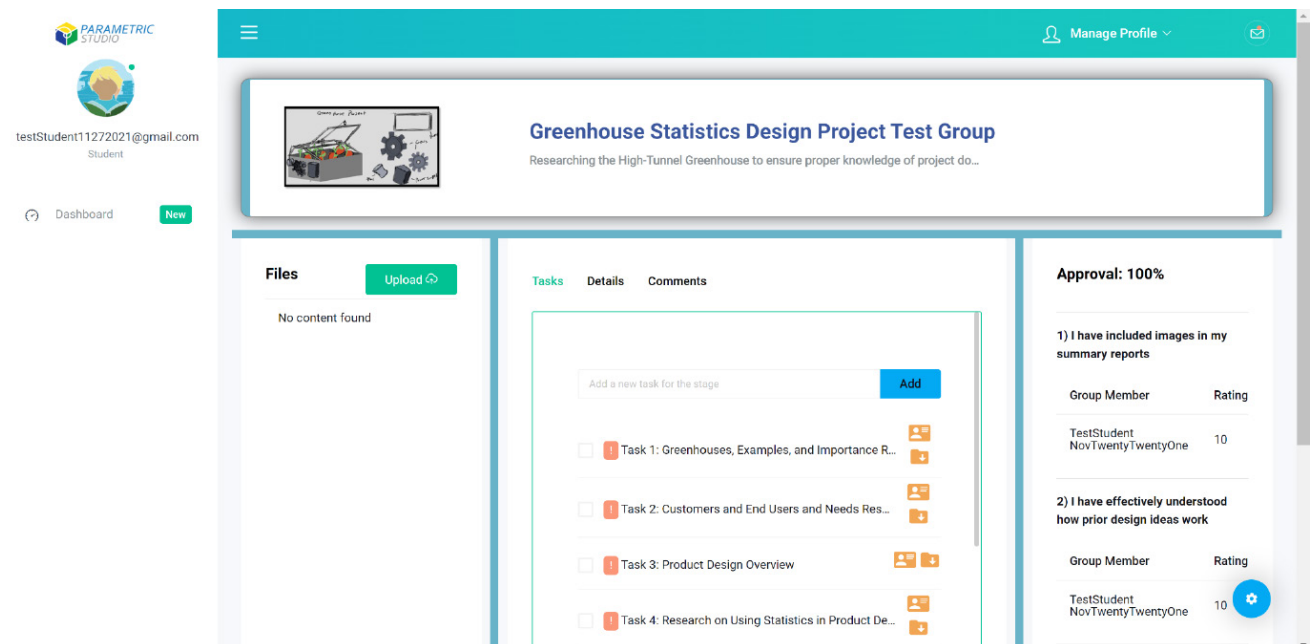 PARAMETRIC
STUDIO
testStudent11272021@gmail.com
Student
Dashboard
New
Manage Profile
Greenhouse Statistics Design Project Test Group
Researching the High-Tunnel Greenhouse to ensure proper knowledge of project do...
Files
Upload
No content found
Tasks Details Comments
Add a new task for the stage
Add
Task 1: Greenhouses, Examples, and Importance R...
Task 2: Customers and End Users and Needs Res...
Task 3: Product Design Overview
Task 4: Research on Using Statistics in Product De...
Approval: 100%
1) I have included images in my
summary reports
Group Member Rating
TestStudent
NovTwentyTwentyOne 10
2) I have effectively understood
how prior design ideas work
Group Member Rating
TestStudent
NovTwentyTwentyOne 10